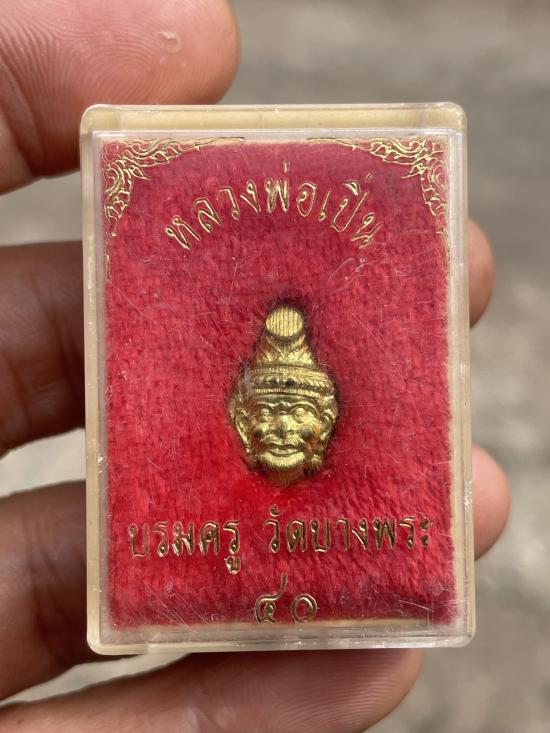 หลวงพ่อเปิ่น
บรมครู วัดบางพระ
๔๐